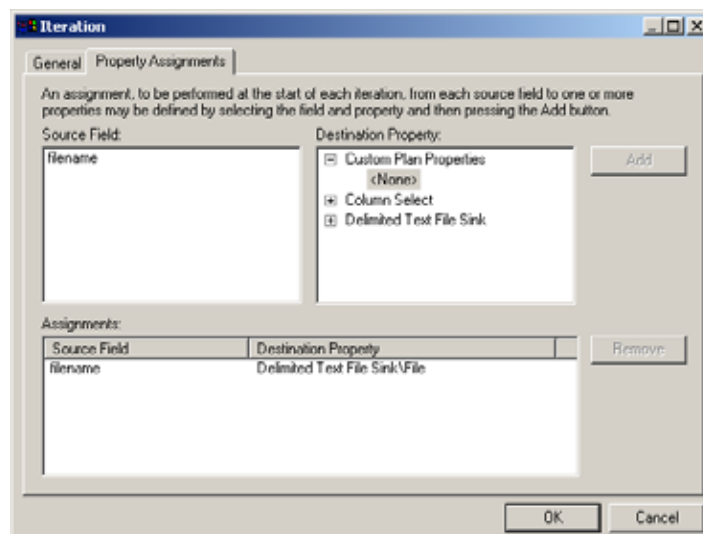 Iteration
General Property Assignments
An assignment, to be performed at the start of each iteration, from each source field to one or more
properties may be defined by selecting the field and property and then pressing the Add button.
Source Field: Destination Property:
filename Custom Plan Properties Add
<None>
Column Select
Delimited Text File Sink
Assignments:
Source Field Destination Property Remove
filename Delimited Text File Sink\File
OK Cancel